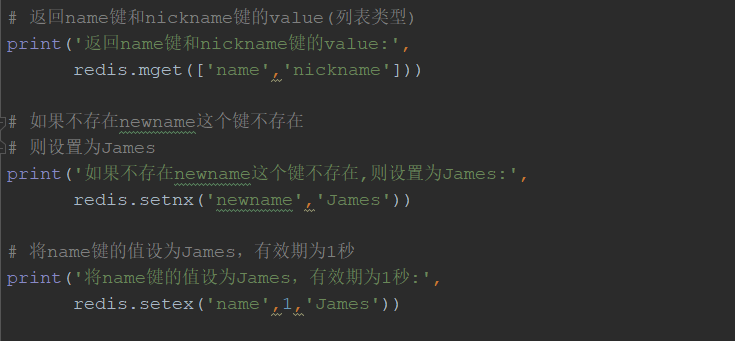 # 返回name键和nickname键的value(列表类型)
print('返回name键和nickname键的value:',
      redis.mget(['name','nickname']))
# 如果不存在newname这个键不存在
# 则设置为James
print('如果不存在newname这个键不存在,则设置为James:',
      redis.setnx('newname','James'))
# 将name键的值设为James，有效期为1秒
print('将name键的值设为James，有效期为1秒:',
      redis.setex('name',1,'James'))